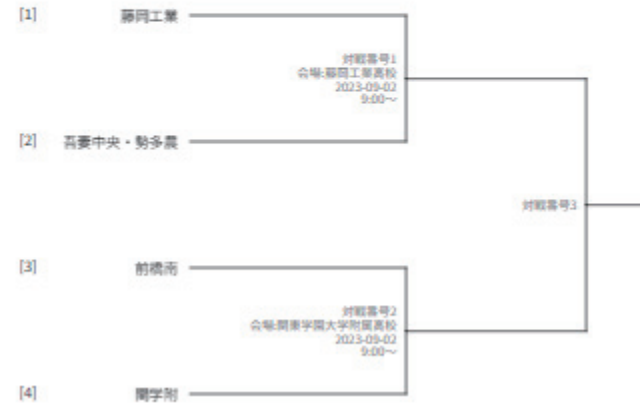 [1] 藤岡工業
対戦番号1
会場:藤岡工業高校
2023-09-02
9:00～
[2] 吾妻中央・勢多農
対戦番号3
[3] 前橋南
対戦番号2
会場:関東学園大学附属高校
2023-09-02
9:00～
[4] 関学附